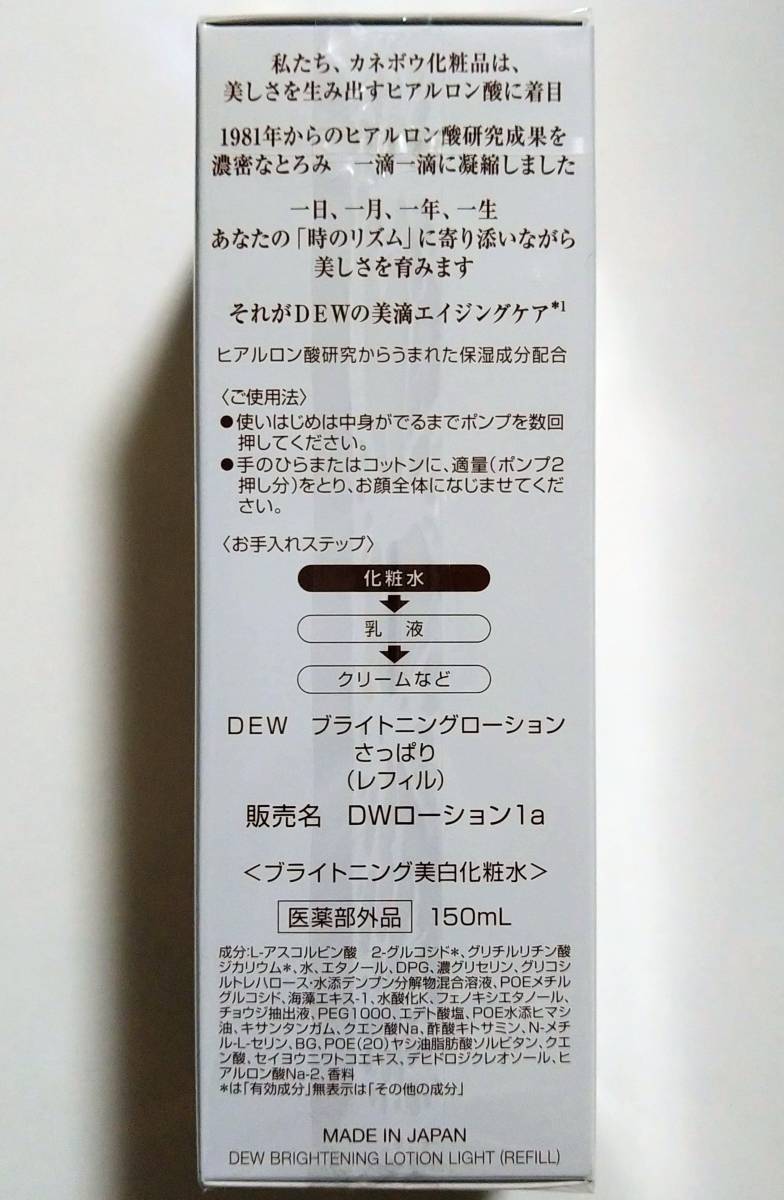 私たち、カネボウ化粧品は、
美しさを生み出すヒアルロン酸に着目
1981年からのヒアルロン酸研究成果を
濃密なとろみ　一滴一滴に凝縮しました
一日、一月、一年、一生
あなたの「時のリズム」に寄り添いながら
美しさを育みます
それがDEWの美滴エイジングケア*1
ヒアルロン酸研究からうまれた保湿成分配合
〈ご使用法〉
●使いはじめは中身がでるまでポンプを数回
押してください。
●手のひらまたはコットンに、適量(ポンプ2
押し分)をとり、お顔全体になじませてくだ
さい。
〈お手入れステップ〉
化粧水
乳　液
クリームなど
DEW　ブライトニングローション
さっぱり
(レフィル)
販売名　DWローション1a
＜ブライトニング美白化粧水＞
医薬部外品　150mL
成分:L-アスコルビン酸　2-グルコシド*、グリチルリチン酸
ジカリウム*、水、エタノール、DPG、濃グリセリン、グリコシ
ルトレハロース・水添デンプン分解物混合溶液、POEメチル
グルコシド、海藻エキス-1、水酸化K、フェノキシエタノール、
チョウジ抽出液、PEG1000、エデト酸塩、POE水添ヒマシ
油、キサンタンガム、クエン酸Na、酢酸キトサミン、N-メチ
ル-L-セリン、BG、POE(20)ヤシ油脂肪酸ソルビタン、クエ
ン酸、セイヨウニワトコエキス、デヒドロジクレオソール、ヒ
アルロン酸Na-2、香料
*は「有効成分」無表示は「その他の成分」
MADE IN JAPAN
DEW BRIGHTENING LOTION LIGHT (REFILL)